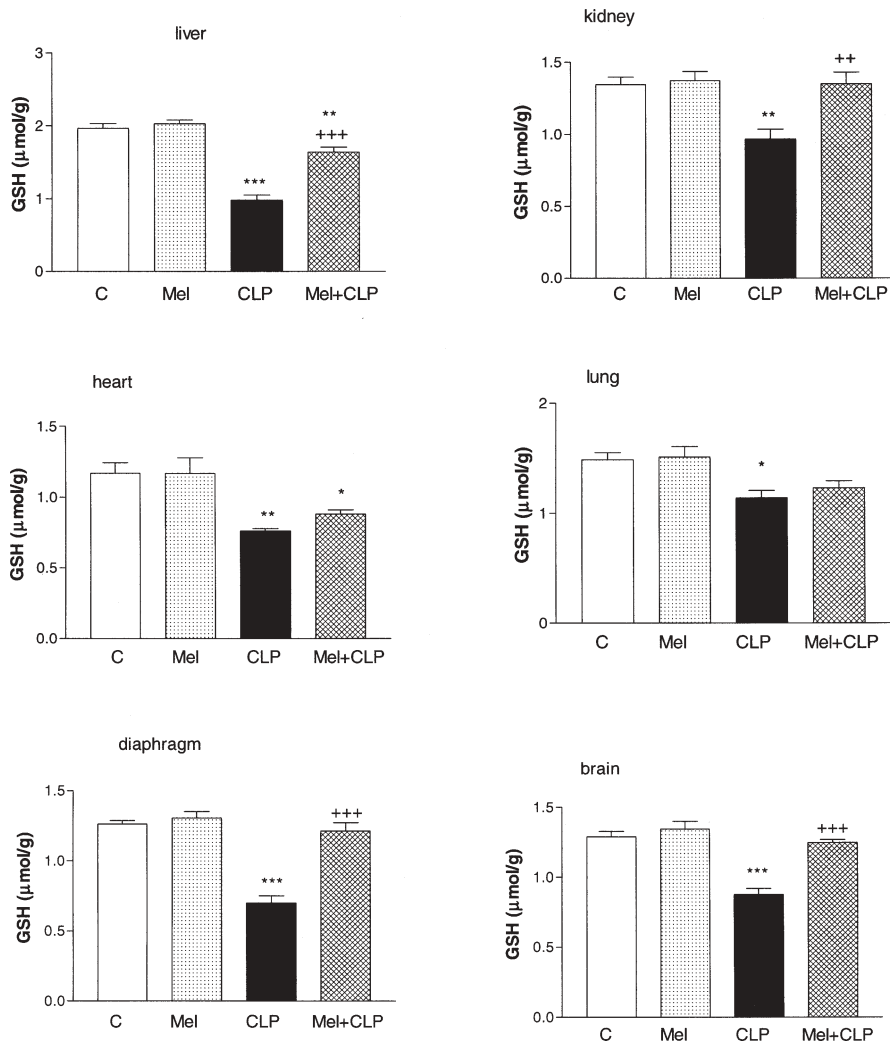 liver
GSH (μmol/g)
3
2
1
0
***
**
+++
C Mel CLP Mel+CLP
kidney
GSH (μmol/g)
1.5
1.0
0.5
0.0
**
++
C Mel CLP Mel+CLP
heart
GSH (μmol/g)
1.5
1.0
0.5
0.0
**
*
C Mel CLP Mel+CLP
lung
GSH (μmol/g)
2
1
0
*
C Mel CLP Mel+CLP
diaphragm
GSH (μmol/g)
1.5
1.0
0.5
0.0
***
+++
C Mel CLP Mel+CLP
brain
GSH (μmol/g)
1.5
1.0
0.5
0.0
***
+++
C Mel CLP Mel+CLP